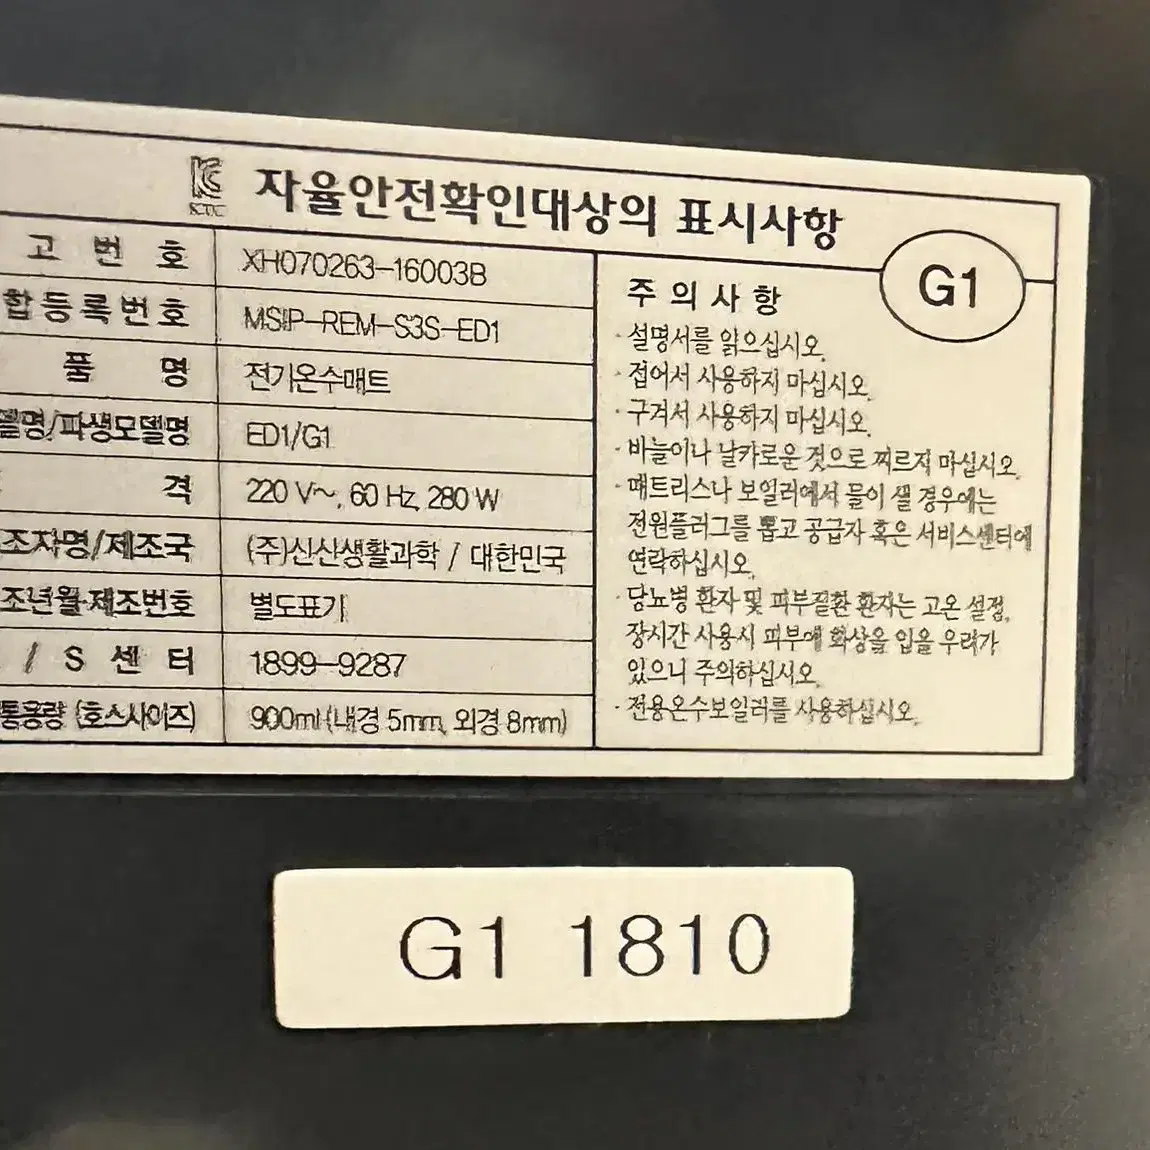 KC 자율안전확인대상의 표시사항
G1
고 번 호 XH070263-16003B
합등록번호 MSIP-REM-S3S-ED1
품 명 전기온수매트
델명/파생모델명 ED1/G1
격 220 V~, 60 Hz, 280 W
조자명/제조국 (주)신산생활과학 / 대한민국
조년월·제조번호 별도표기
/ S 센 터 1899-9287
통용량 (호스사이즈) 900ml (내경 5mm, 외경 8mm)
주 의 사 항
· 설명서를 읽으십시오.
· 접어서 사용하지 마십시오.
· 구겨서 사용하지 마십시오.
· 바늘이나 날카로운 것으로 찌르지 마십시오.
· 매트리스나 보일러에서 물이 샐 경우에는
전원플러그를 뽑고 공급자 혹은 서비스센터에
연락하십시오.
· 당뇨병 환자 및 피부질환 환자는 고온 설정,
장시간 사용시 피부에 화상을 입을 우려가
있으니 주의하십시오.
· 전용온수보일러를 사용하십시오.
G1 1810